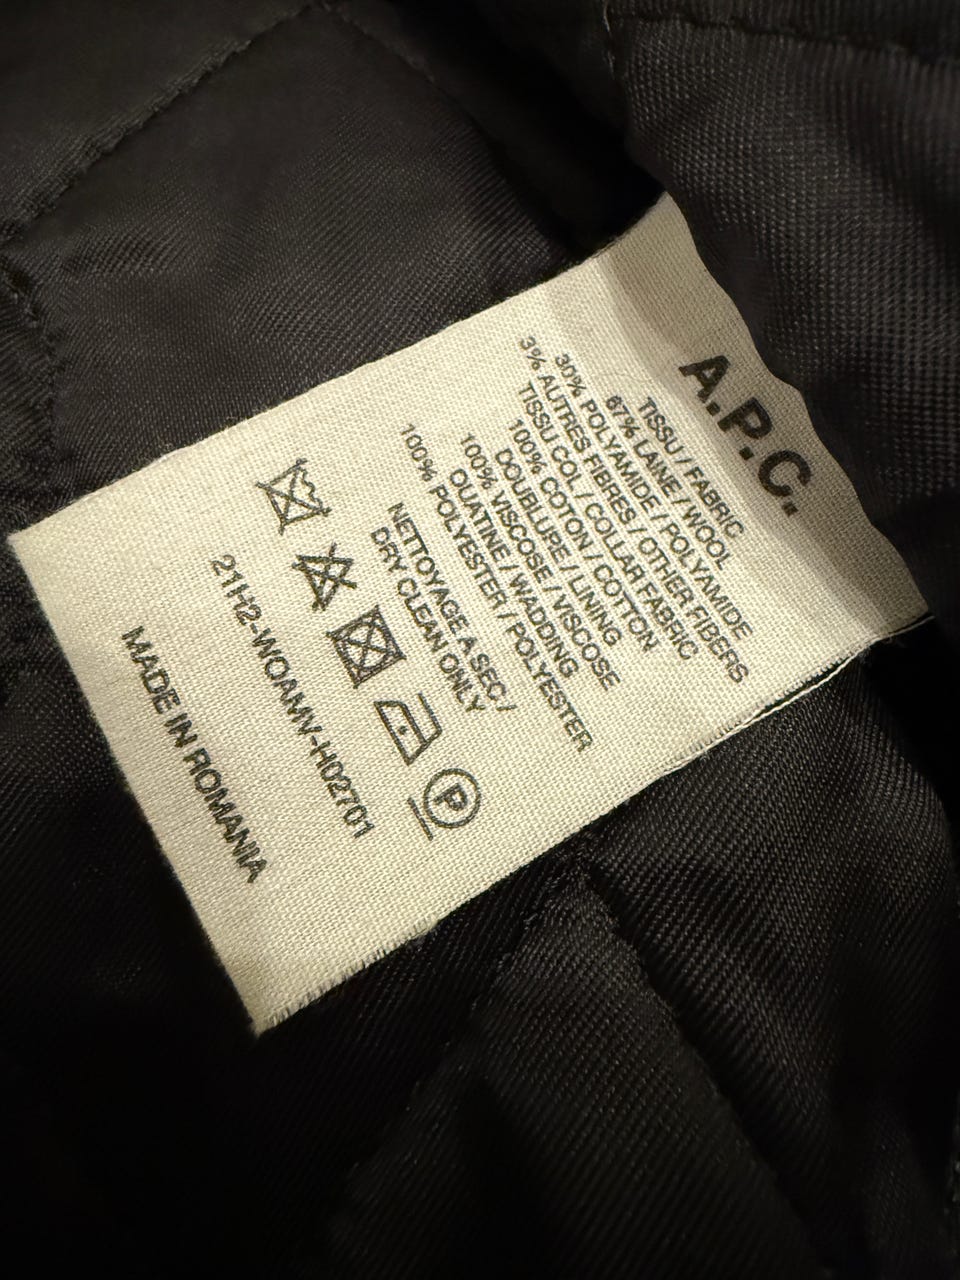 A.P.C.
TISSU / FABRIC
67% LAINE / WOOL
30% POLYAMIDE / POLYAMIDE
3% AUTRES FIBRES / OTHER FIBERS
TISSU COL / COLLAR FABRIC
100% COTON / COTTON
DOUBLURE / LINING
100% VISCOSE / VISCOSE
OUATINE / WADDING
100% POLYESTER / POLYESTER
NETTOYAGE A SEC /
DRY CLEAN ONLY
P
21H2-WOAMV-H02701
MADE IN ROMANIA